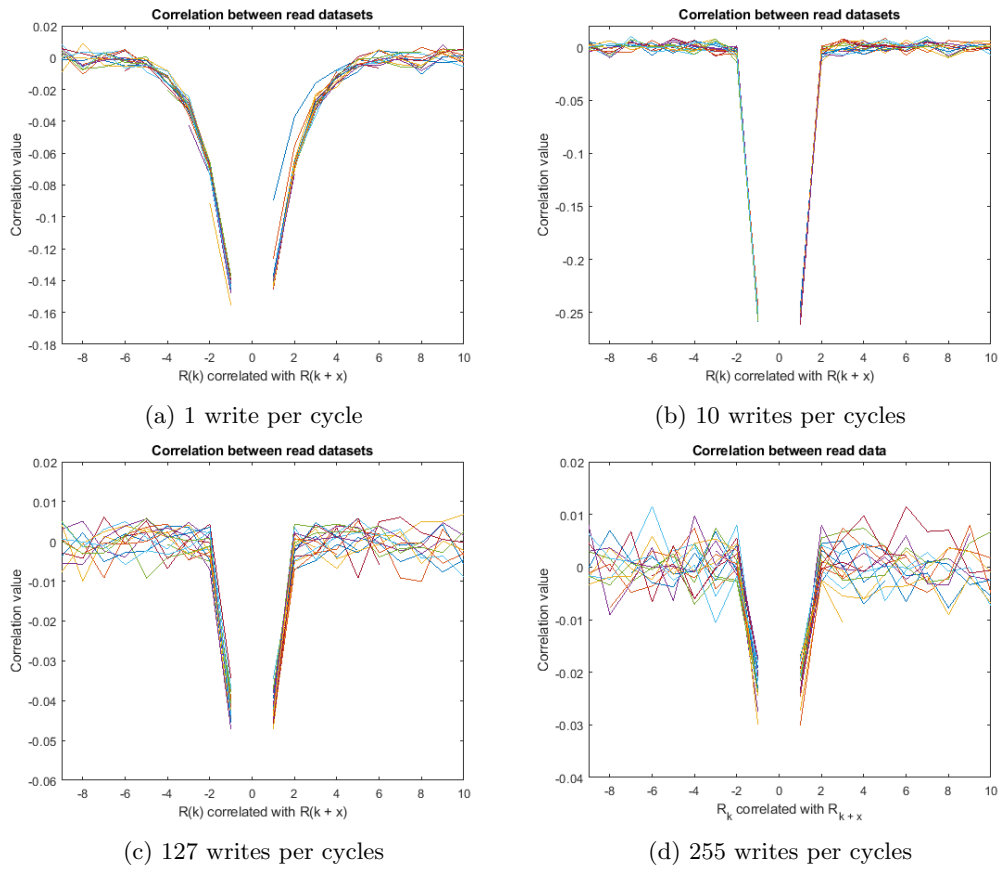 Correlation between read datasets
0.02
0
-0.02
-0.04
-0.06
-0.08
-0.1
-0.12
-0.14
-0.16
-0.18
Correlation value
-8 -6 -4 -2 0 2 4 6 8 10
R(k) correlated with R(k + x)
(a) 1 write per cycle
Correlation between read datasets
0
-0.05
-0.1
-0.15
-0.2
-0.25
Correlation value
-8 -6 -4 -2 0 2 4 6 8 10
R(k) correlated with R(k + x)
(b) 10 writes per cycles
Correlation between read datasets
0.02
0.01
0
-0.01
-0.02
-0.03
-0.04
-0.05
-0.06
Correlation value
-8 -6 -4 -2 0 2 4 6 8 10
R(k) correlated with R(k + x)
(c) 127 writes per cycles
Correlation between read data
0.02
0.01
0
-0.01
-0.02
-0.03
-0.04
Correlation value
-8 -6 -4 -2 0 2 4 6 8 10
R k correlated with R k + x
(d) 255 writes per cycles